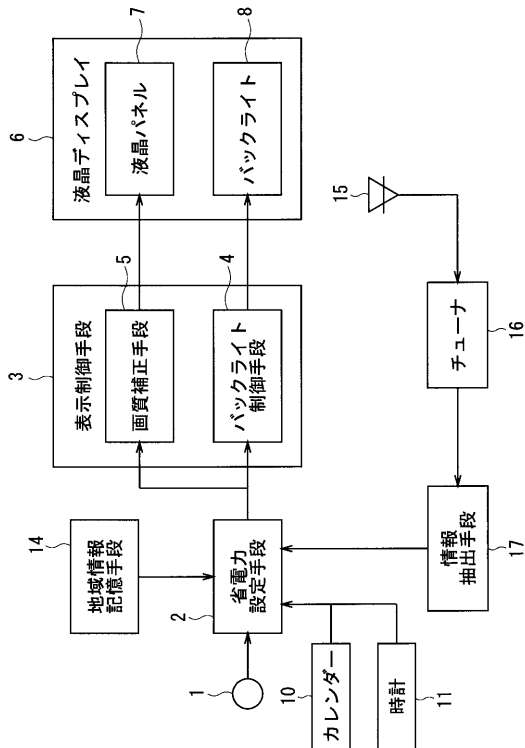 液晶ディスプレイ
6
液晶パネル
7
バックライト
8
表示制御手段
3
画質補正手段
5
バックライト
制御手段
4
15
チューナ
16
地域情報
記憶手段
14
省電力
設定手段
2
情報
抽出手段
17
1
カレンダー
10
時計
11